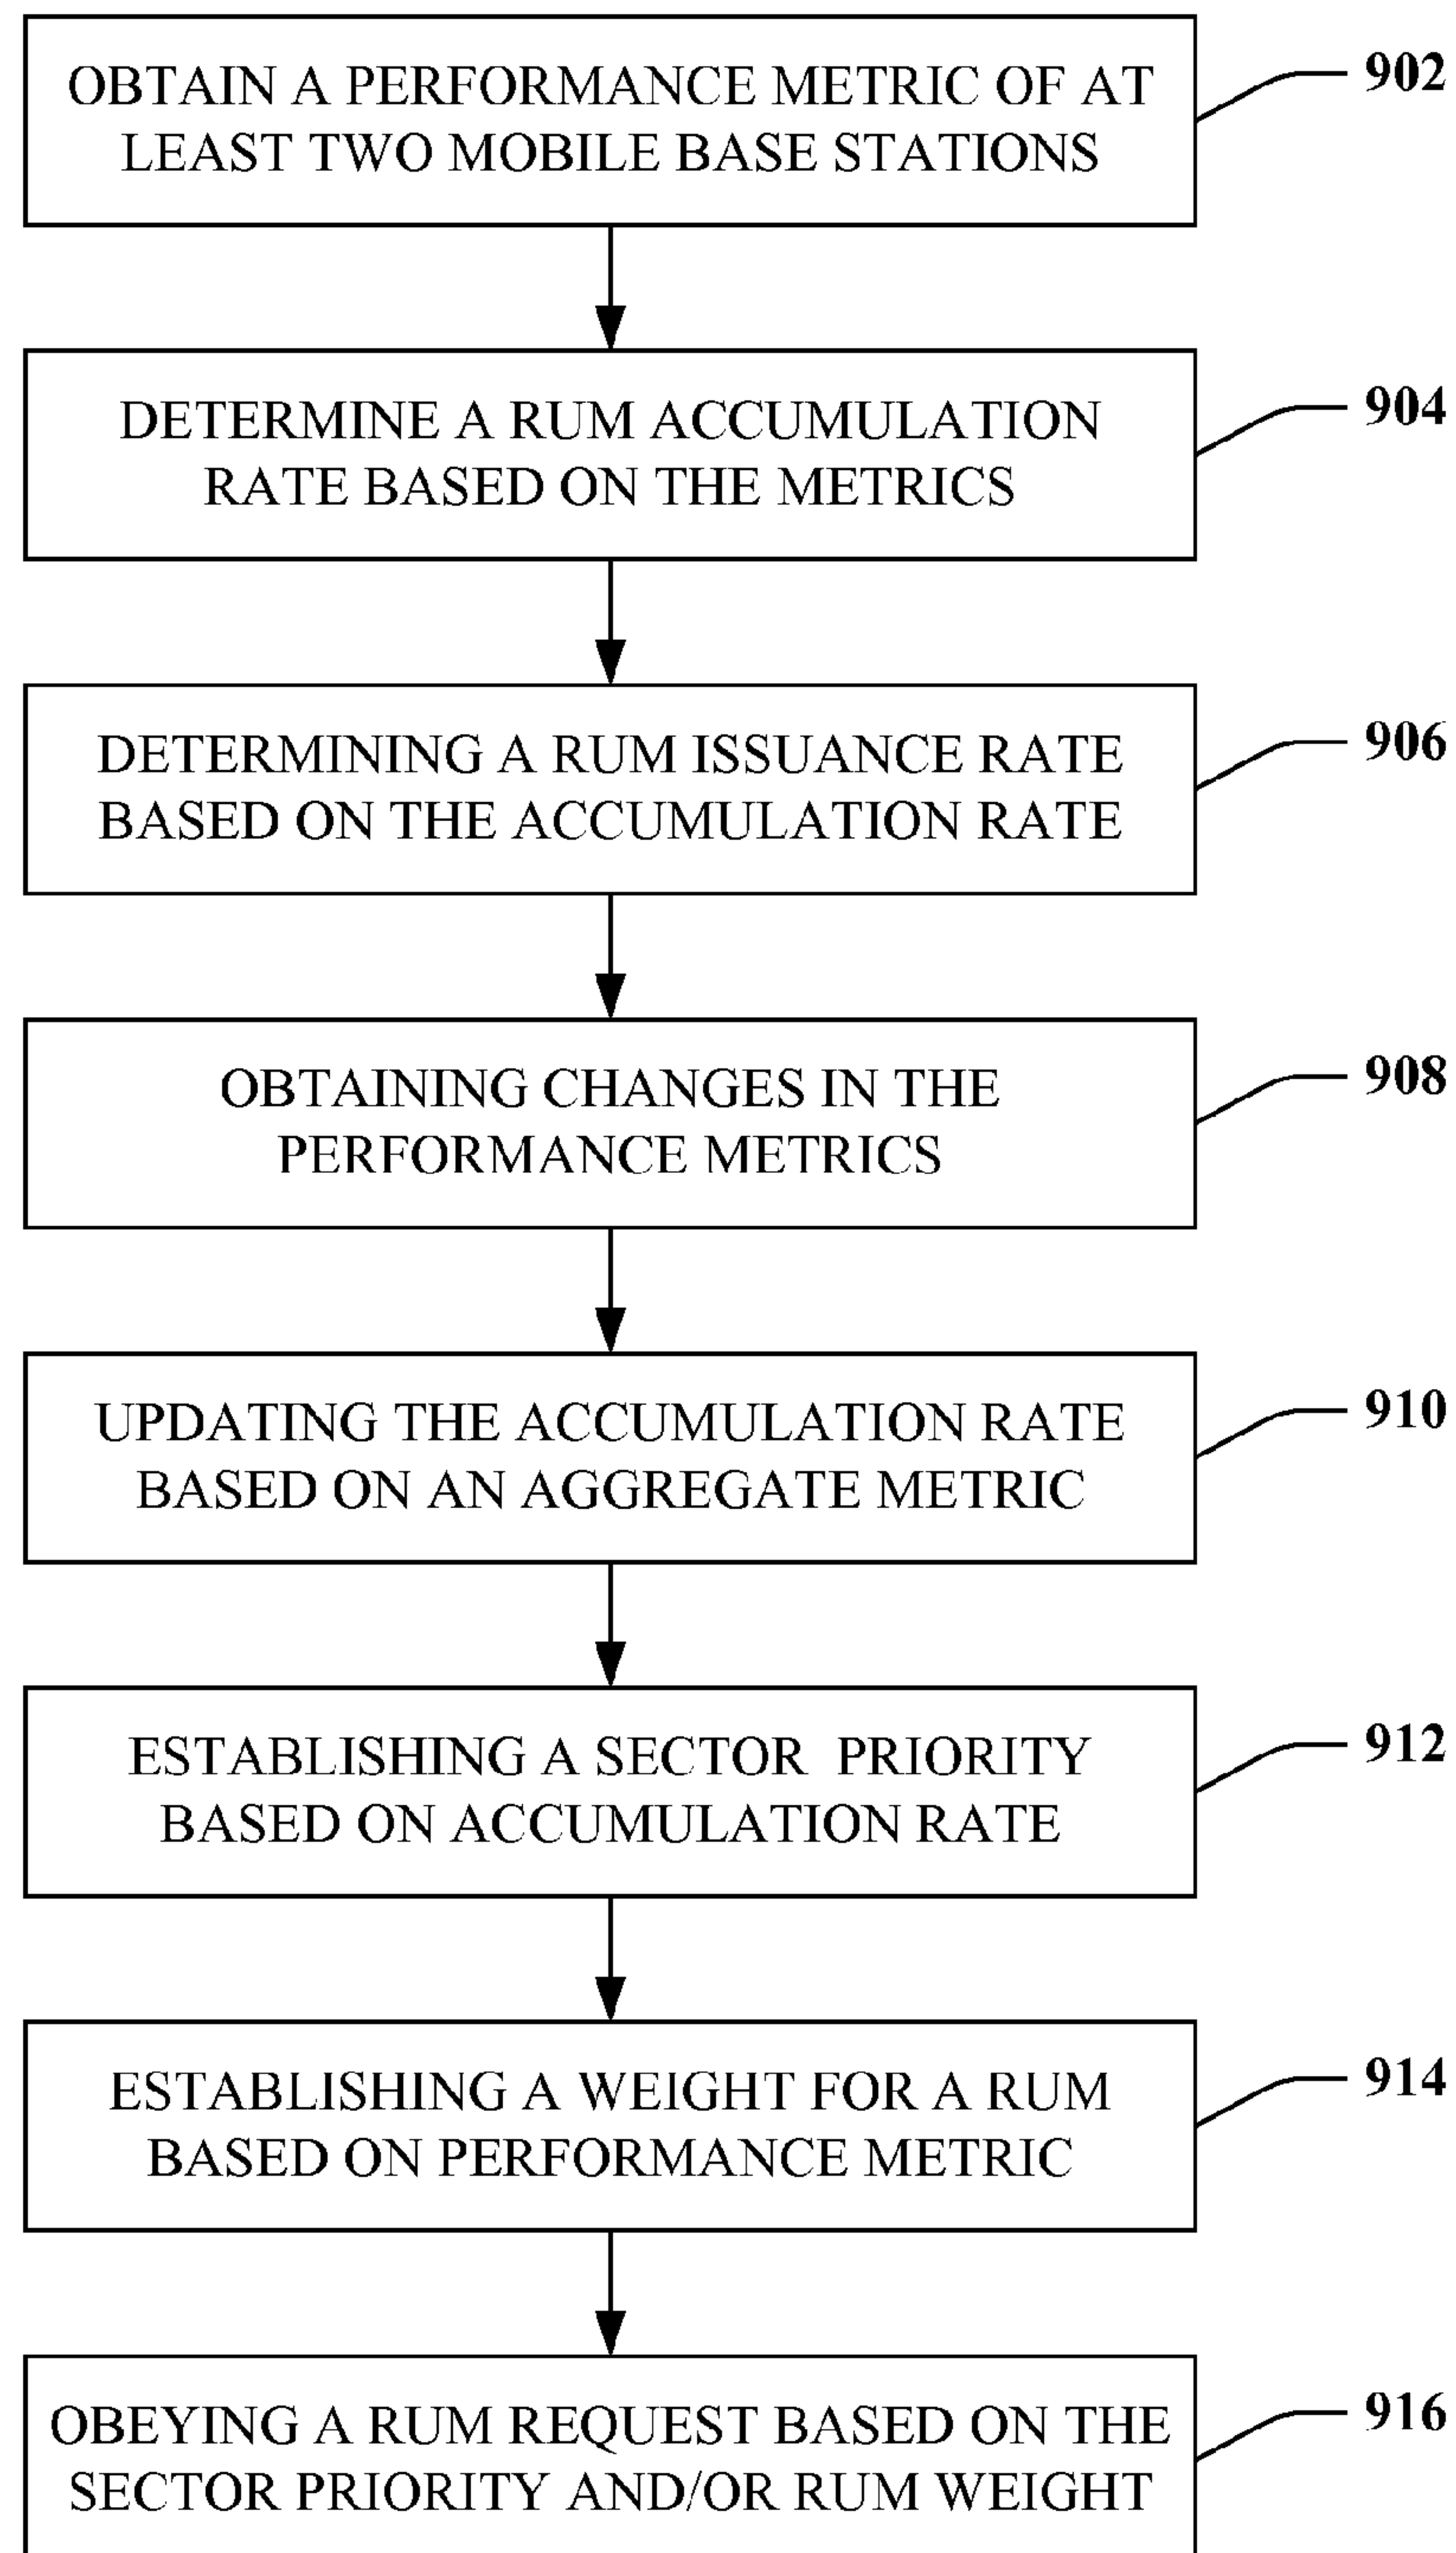 OBTAIN A PERFORMANCE METRIC OF AT
LEAST TWO MOBILE BASE STATIONS
902
DETERMINE A RUM ACCUMULATION
RATE BASED ON THE METRICS
904
DETERMINING A RUM ISSUANCE RATE
BASED ON THE ACCUMULATION RATE
906
OBTAINING CHANGES IN THE
PERFORMANCE METRICS
908
UPDATING THE ACCUMULATION RATE
BASED ON AN AGGREGATE METRIC
910
ESTABLISHING A SECTOR PRIORITY
BASED ON ACCUMULATION RATE
912
ESTABLISHING A WEIGHT FOR A RUM
BASED ON PERFORMANCE METRIC
914
OBEYING A RUM REQUEST BASED ON THE
SECTOR PRIORITY AND/OR RUM WEIGHT
916